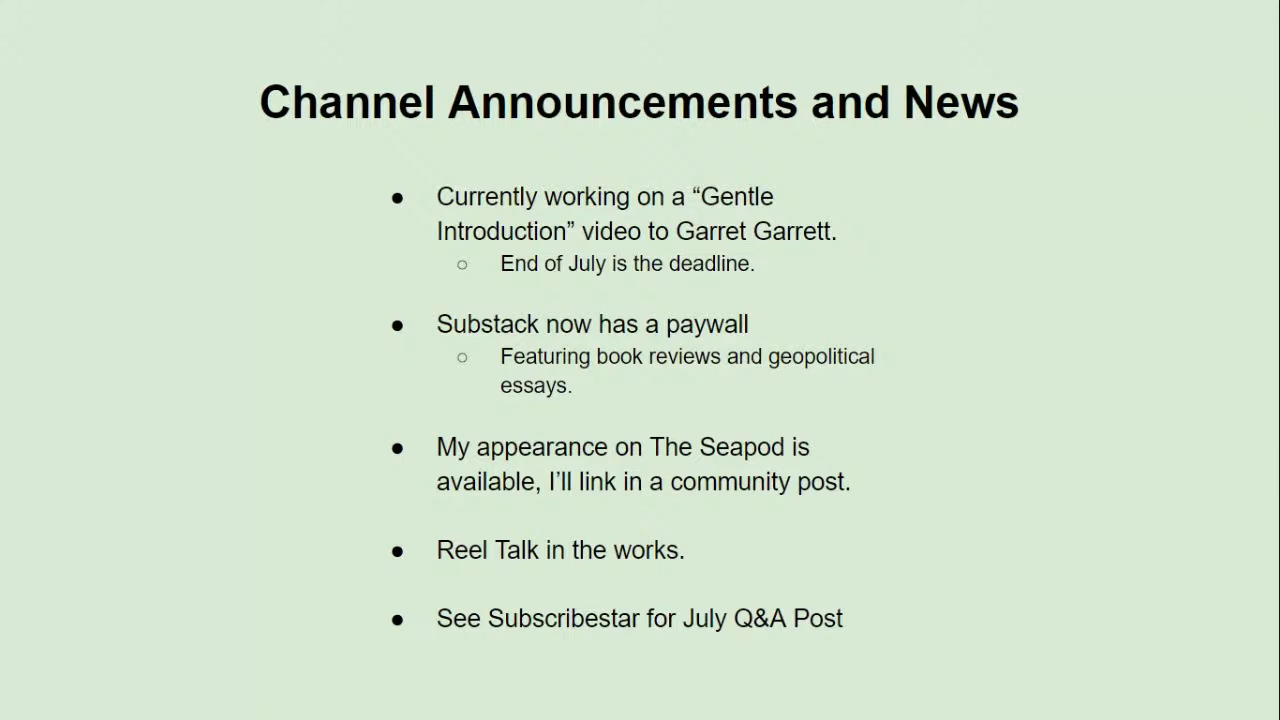 Channel Announcements and News
● Currently working on a “Gentle
Introduction” video to Garret Garrett.
○ End of July is the deadline.
● Substack now has a paywall
○ Featuring book reviews and geopolitical
essays.
● My appearance on The Seapod is
available, I’ll link in a community post.
● Reel Talk in the works.
● See Subscribestar for July Q&A Post